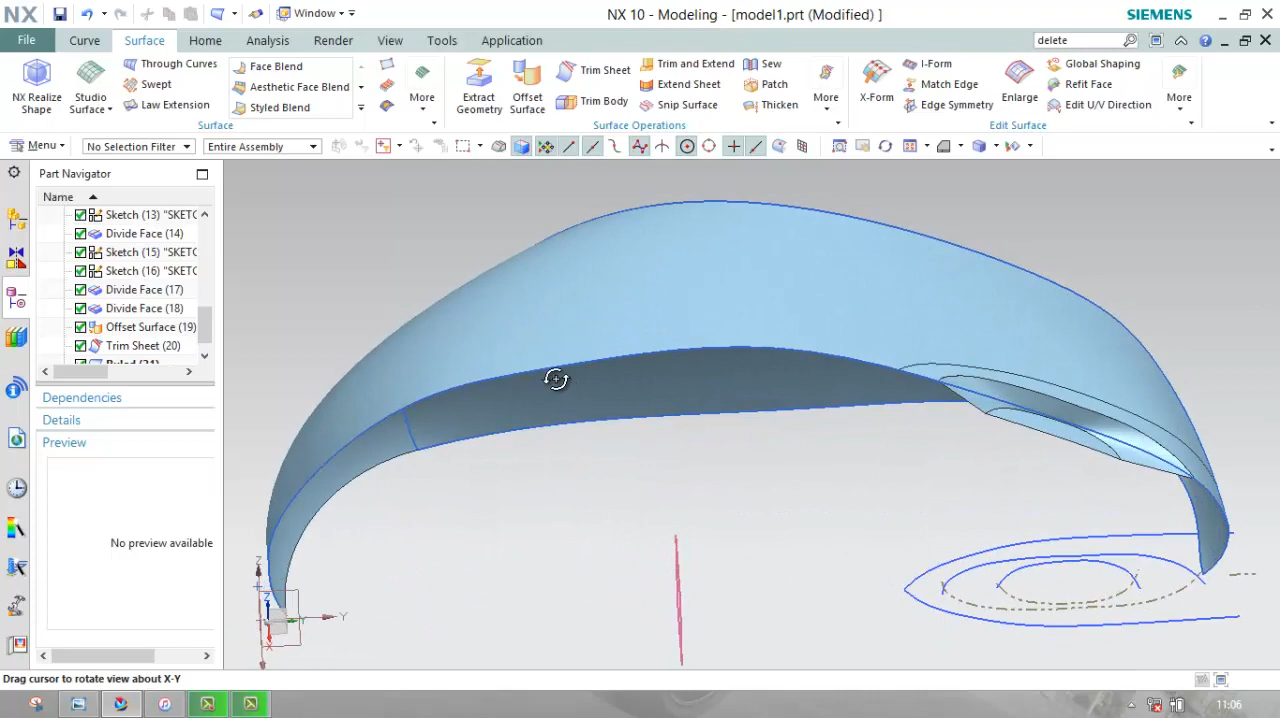 NX Window NX 10 - Modeling - [model1.prt (Modified) ] SIEMENS
File Curve Surface Home Analysis Render View Tools Application delete
NX Realize Shape
Studio Surface
Through Curves
Swept
Law Extension
Face Blend
Aesthetic Face Blend
Styled Blend
More
Surface
Extract Geometry
Offset Surface
Trim Sheet
Trim Body
Trim and Extend
Extend Sheet
Snip Surface
Sew
Patch
Thicken
More
Surface Operations
X-Form
I-Form
Match Edge
Edge Symmetry
Enlarge
Global Shaping
Refit Face
Edit U/V Direction
More
Edit Surface
Menu No Selection Filter Entire Assembly
Part Navigator
Name
Sketch (13) "SKETC
Divide Face (14)
Sketch (15) "SKETC
Sketch (16) "SKETC
Divide Face (17)
Divide Face (18)
Offset Surface (19)
Trim Sheet (20)
Dependencies
Details
Preview
No preview available
Z
Z
Y
Y
X
Drag cursor to rotate view about X-Y
11:06